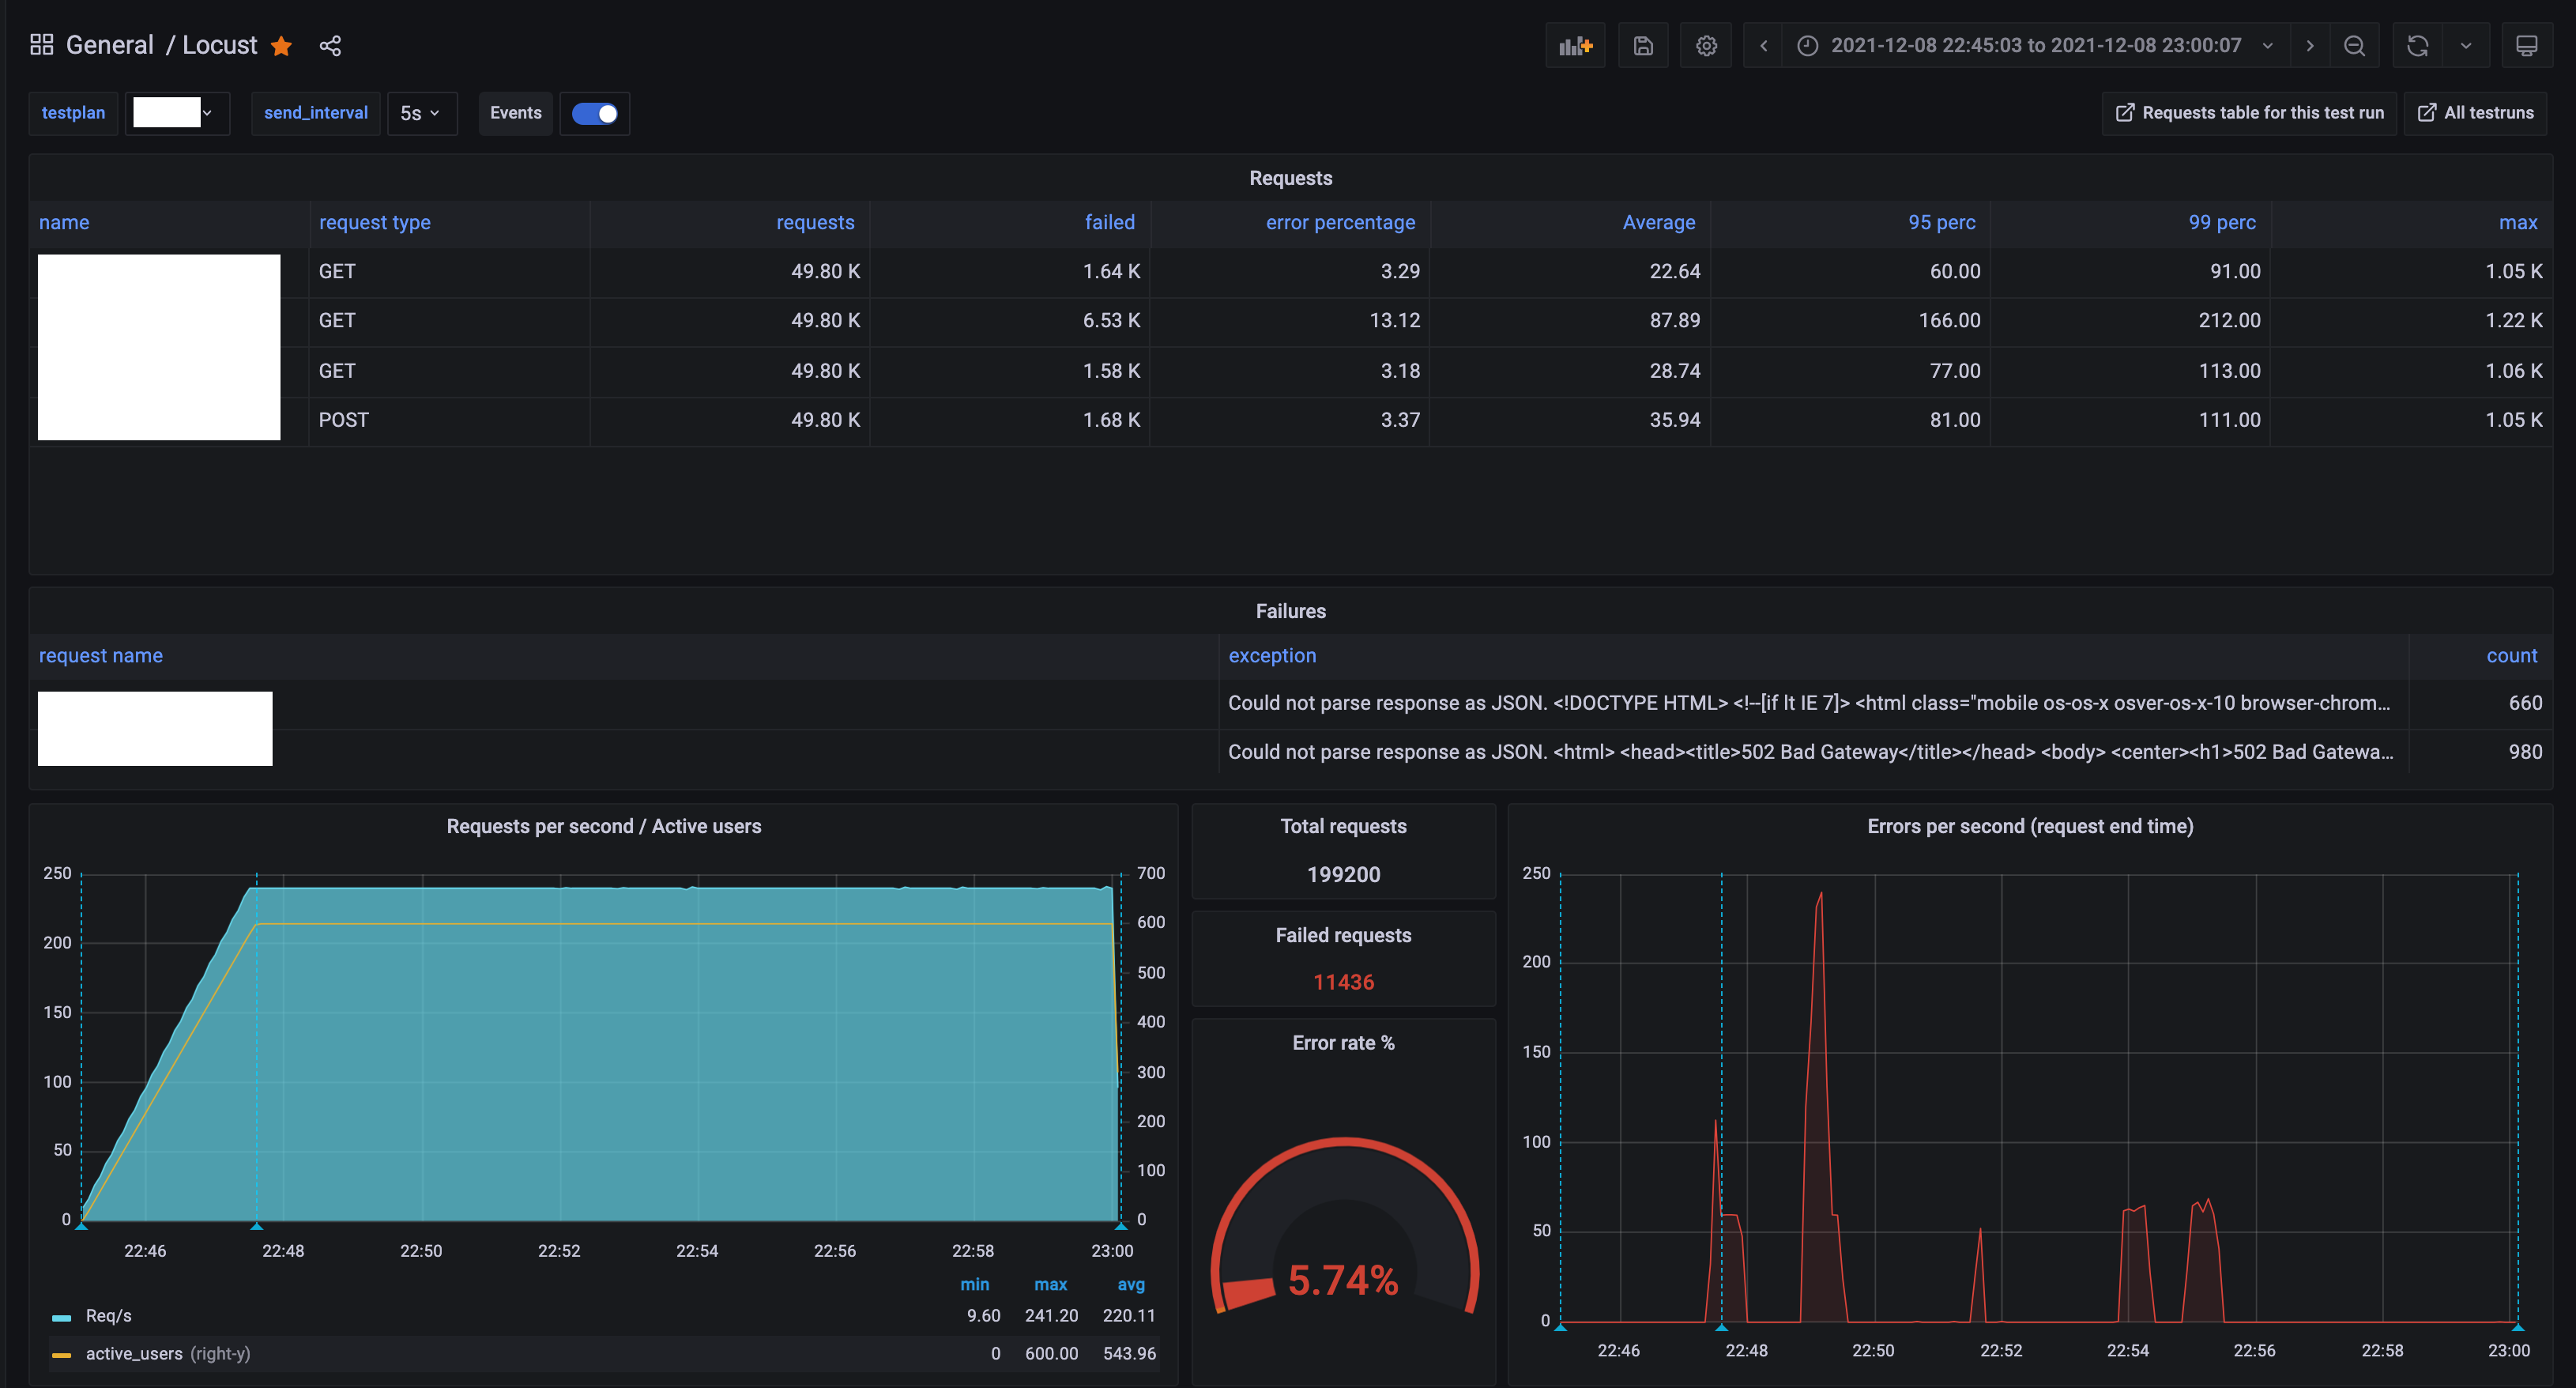 General / Locust
2021-12-08 22:45:03 to 2021-12-08 23:00:07
testplan
send_interval 5s
Events
Requests table for this test run
All testruns
Requests
name request type requests failed error percentage Average 95 perc 99 perc max
GET 49.80 K 1.64 K 3.29 22.64 60.00 91.00 1.05 K
GET 49.80 K 6.53 K 13.12 87.89 166.00 212.00 1.22 K
GET 49.80 K 1.58 K 3.18 28.74 77.00 113.00 1.06 K
POST 49.80 K 1.68 K 3.37 35.94 81.00 111.00 1.05 K
Failures
request name exception count
Could not parse response as JSON. <!DOCTYPE HTML> <!--[if lt IE 7]> <html class="mobile os-os-x osver-os-x-10 browser-chrom... 660
Could not parse response as JSON. <html> <head><title>502 Bad Gateway</title></head> <body> <center><h1>502 Bad Gatewa... 980
Requests per second / Active users
250
200
150
100
50
0
700
600
500
400
300
200
100
0
22:46 22:48 22:50 22:52 22:54 22:56 22:58 23:00
min max avg
Req/s 9.60 241.20 220.11
active_users (right-y) 0 600.00 543.96
Total requests
199200
Failed requests
11436
Error rate %
5.74%
Errors per second (request end time)
250
200
150
100
50
0
22:46 22:48 22:50 22:52 22:54 22:56 22:58 23:00